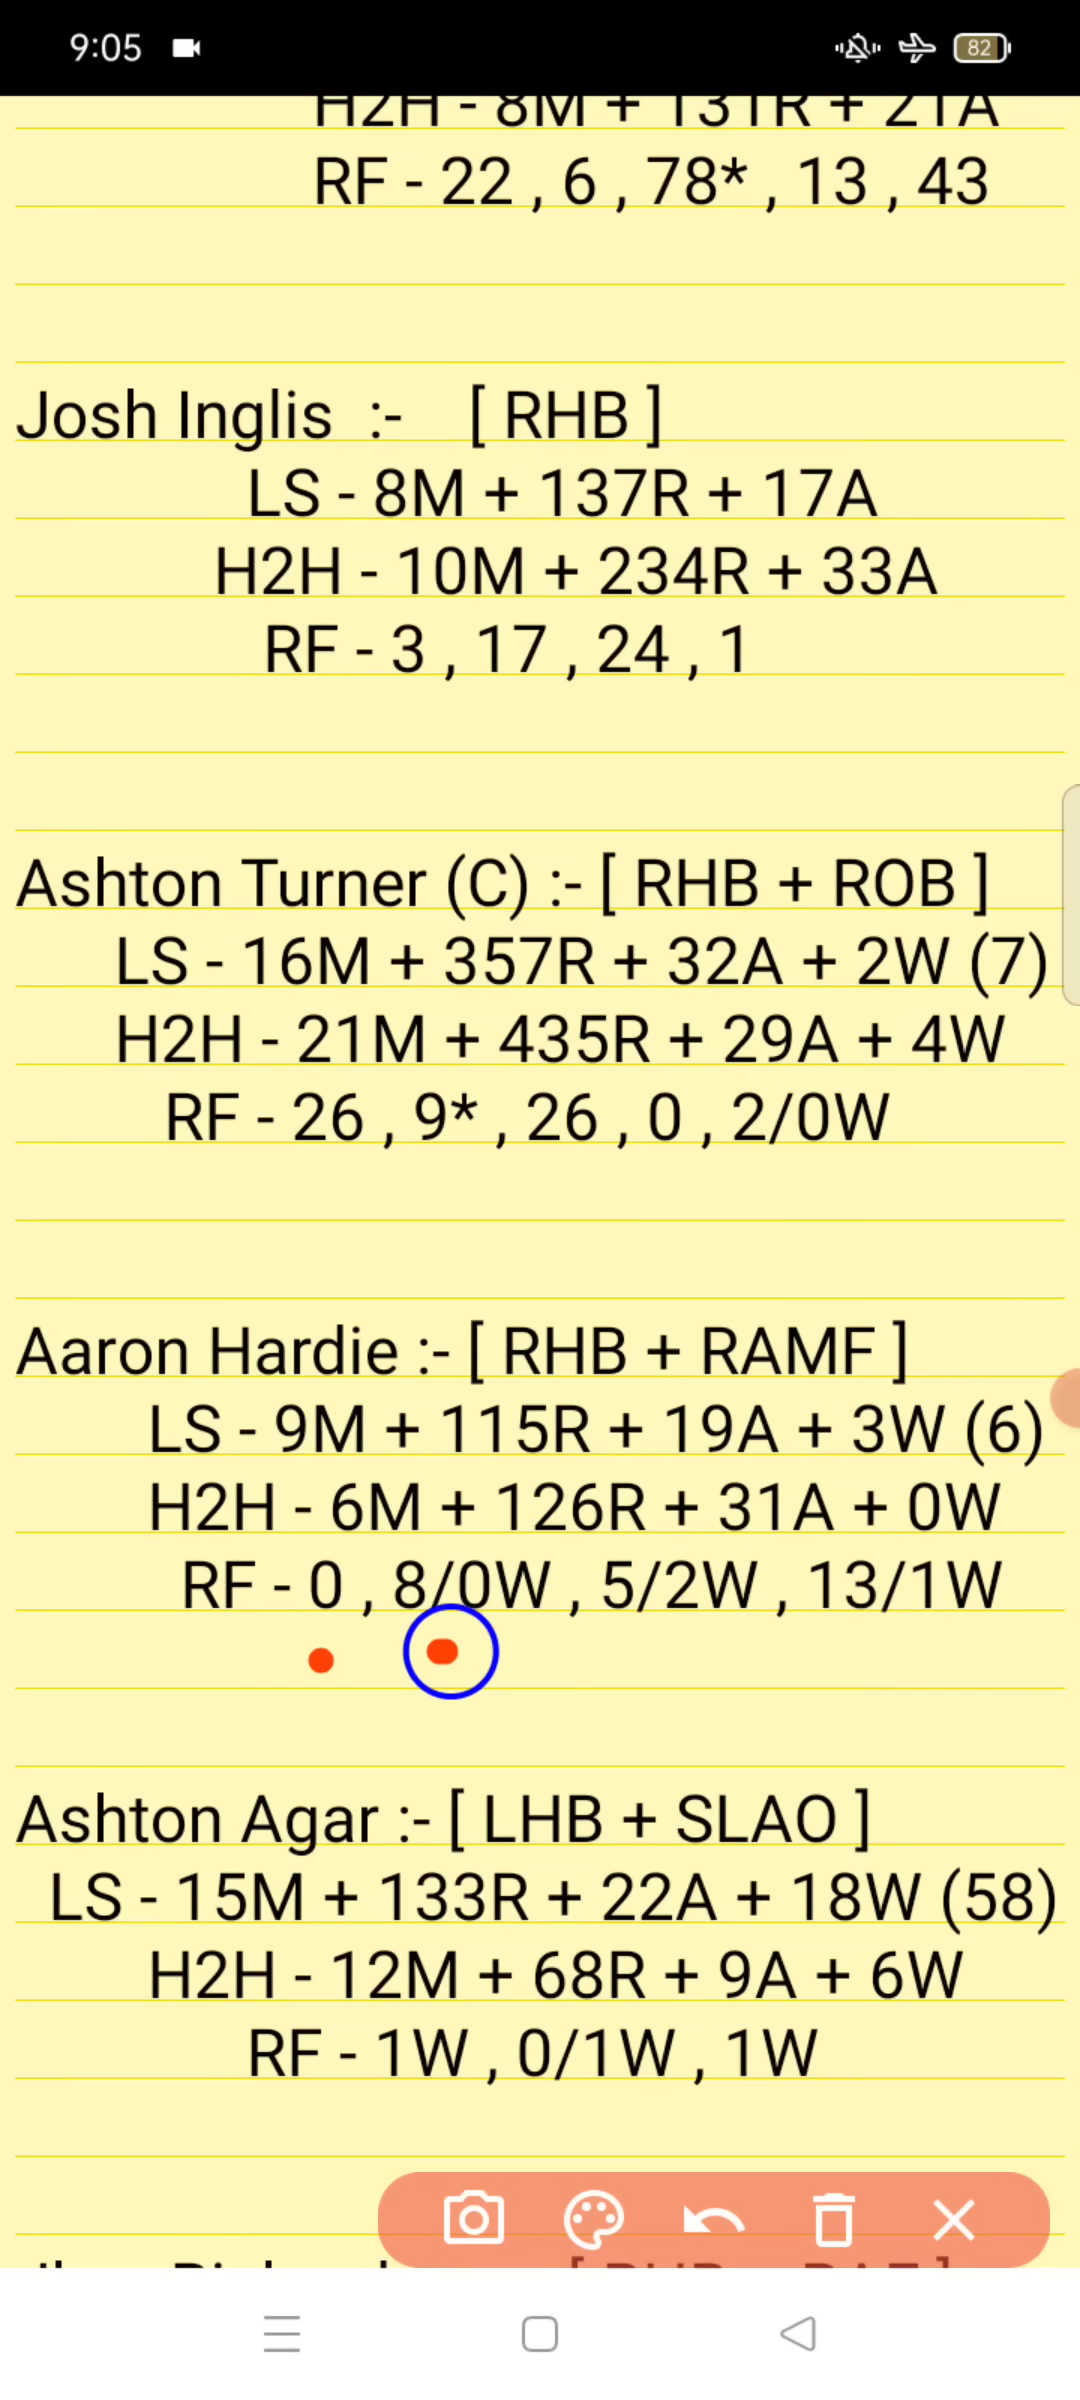 9:05
82
H2H - 8M + 131R + 21A
RF - 22 , 6 , 78* , 13 , 43
Josh Inglis :- [ RHB ]
LS - 8M + 137R + 17A
H2H - 10M + 234R + 33A
RF - 3 , 17 , 24 , 1
Ashton Turner (C) :- [ RHB + ROB ]
LS - 16M + 357R + 32A + 2W (7)
H2H - 21M + 435R + 29A + 4W
RF - 26 , 9* , 26 , 0 , 2/0W
Aaron Hardie :- [ RHB + RAMF ]
LS - 9M + 115R + 19A + 3W (6)
H2H - 6M + 126R + 31A + 0W
RF - 0 , 8/0W , 5/2W , 13/1W
Ashton Agar :- [ LHB + SLAO ]
LS - 15M + 133R + 22A + 18W (58)
H2H - 12M + 68R + 9A + 6W
RF - 1W , 0/1W , 1W